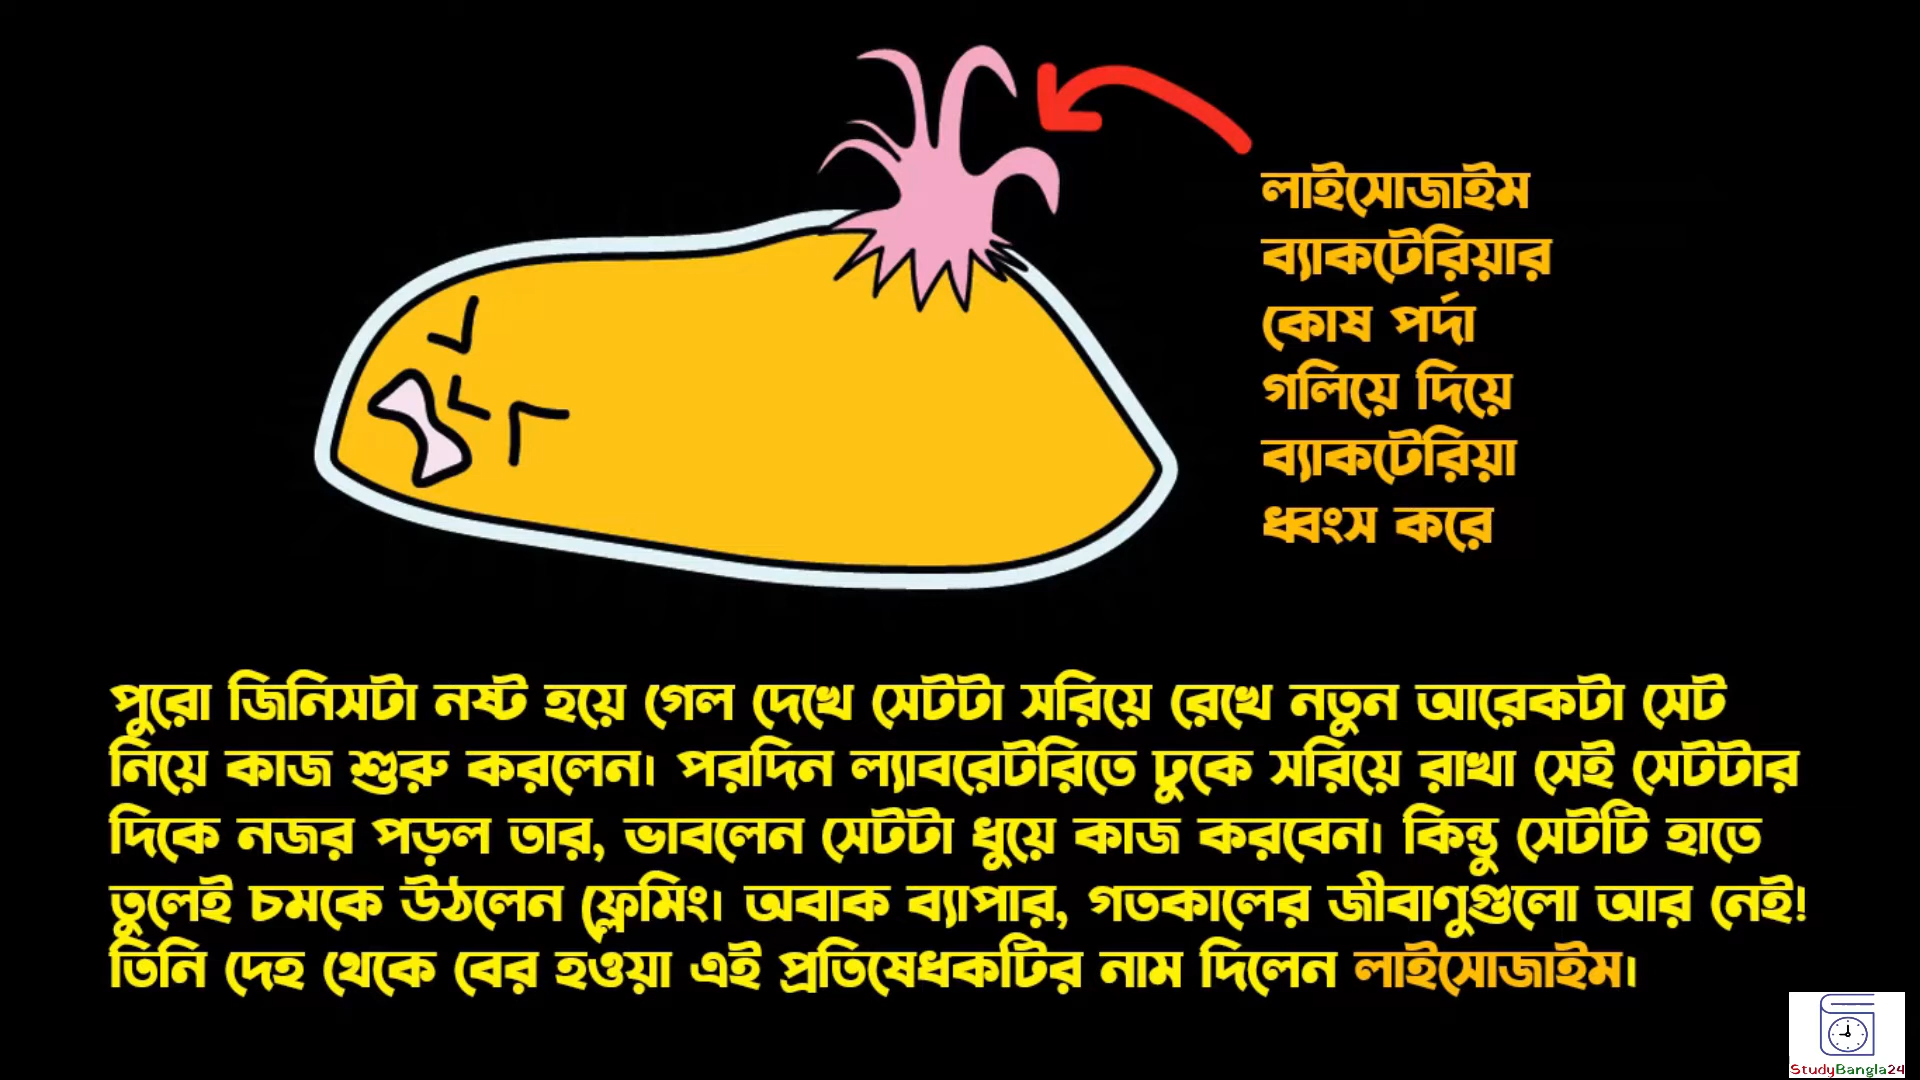 লাইসোজাইম
ব্যাকটেরিয়ার
কোষ পর্দা
গলিয়ে দিয়ে
ব্যাকটেরিয়া
ধ্বংস করে
পুরো জিনিসটা নষ্ট হয়ে গেল দেখে সেটটা সরিয়ে রেখে নতুন আরেকটা সেট
নিয়ে কাজ শুরু করলেন। পরদিন ল্যাবরেটরিতে ঢুকে সরিয়ে রাখা সেই সেটটার
দিকে নজর পড়ল তার, ভাবলেন সেটটা ধুয়ে কাজ করবেন। কিন্তু সেটটি হাতে
তুলেই চমকে উঠলেন ফ্লেমিং। অবাক ব্যাপার, গতকালের জীবাণুগুলো আর নেই!
তিনি দেহ থেকে বের হওয়া এই প্রতিষেধকটির নাম দিলেন লাইসোজাইম।
StudyBangla24